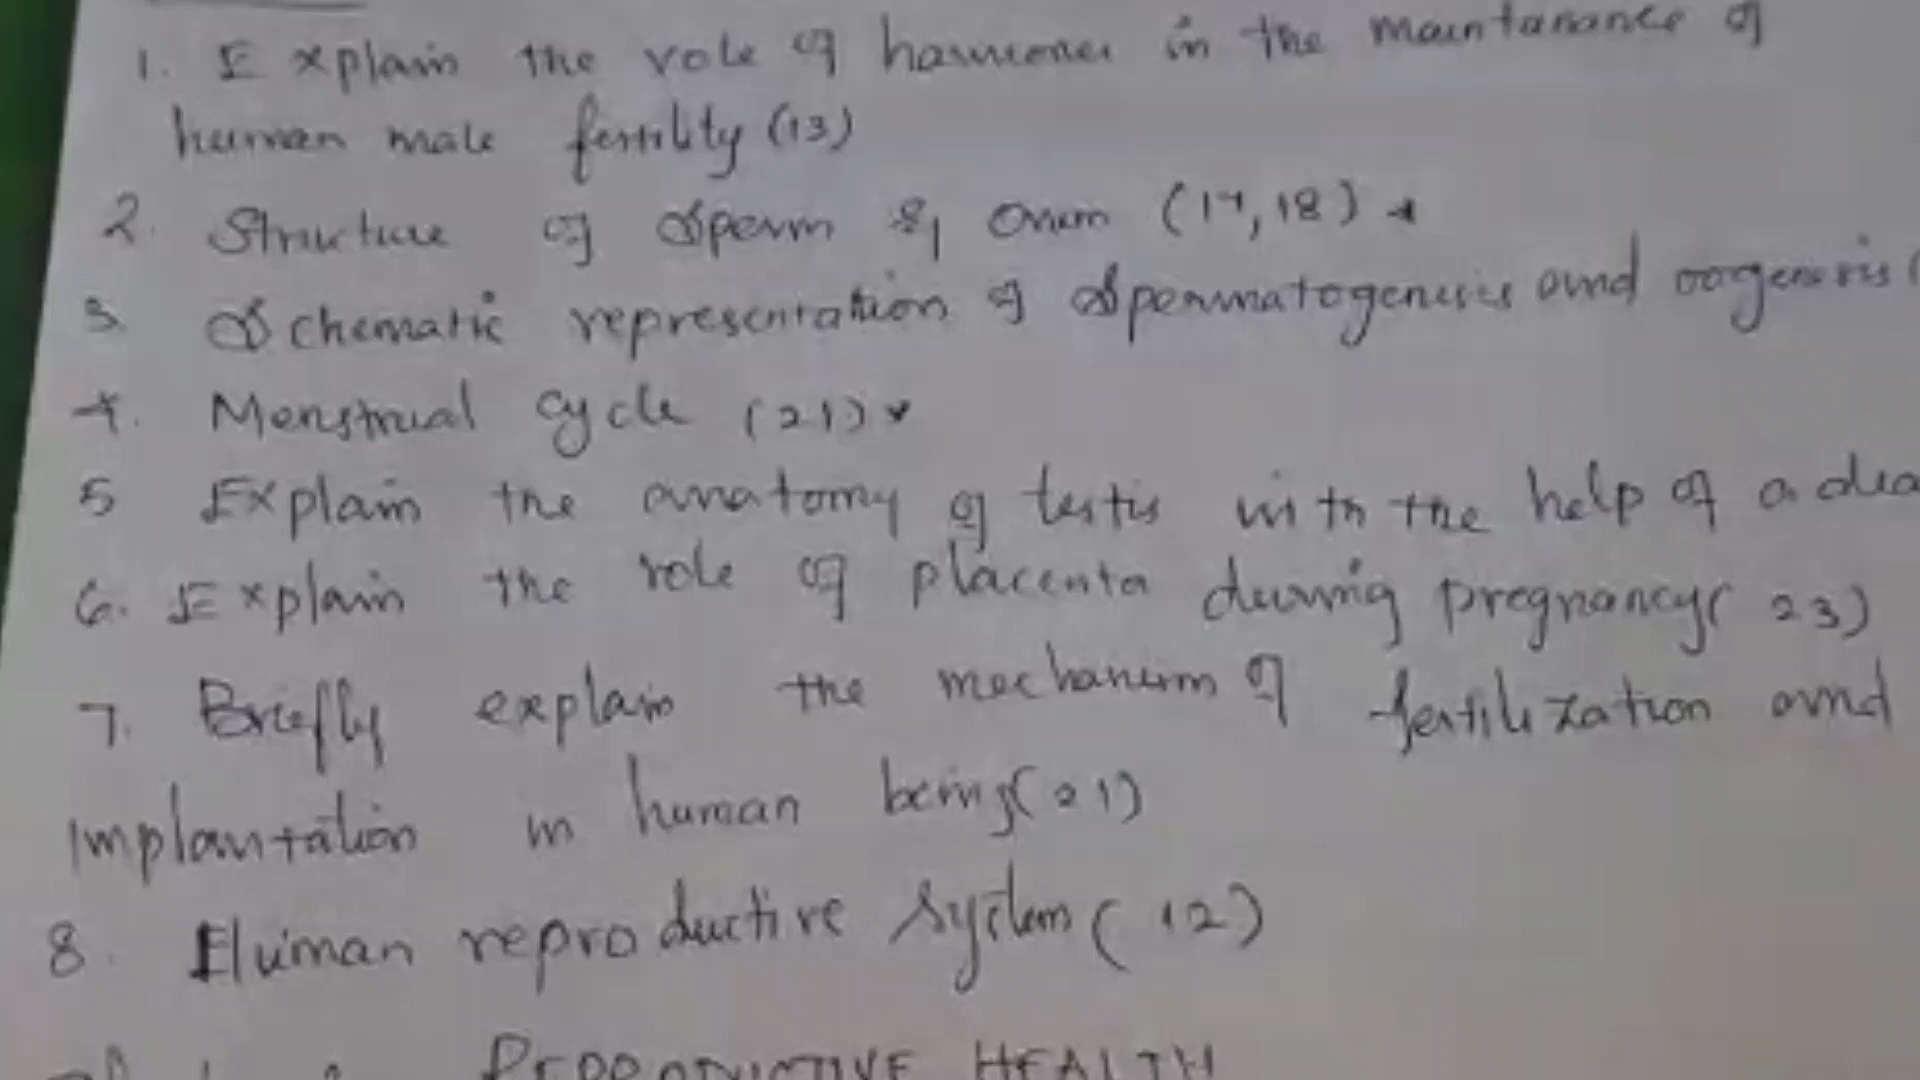 1. Explain the role of harmones in the maintanance of
human male fertility (13)
2. Structure of Sperm & Ovum (17, 18) *
3. Schematic representation of Spermatogenesis and oogenesis (
4. Menstrual cycle (21) *
5 Explain the anatomy of testis with the help of a dia
6. Explain the role of placenta during pregnancy (23)
7. Briefly explain the mechanism of fertilization and
Implantation in human being (21)
8. Human reproductive system (12)
REPRODUCTIVE HEALTH